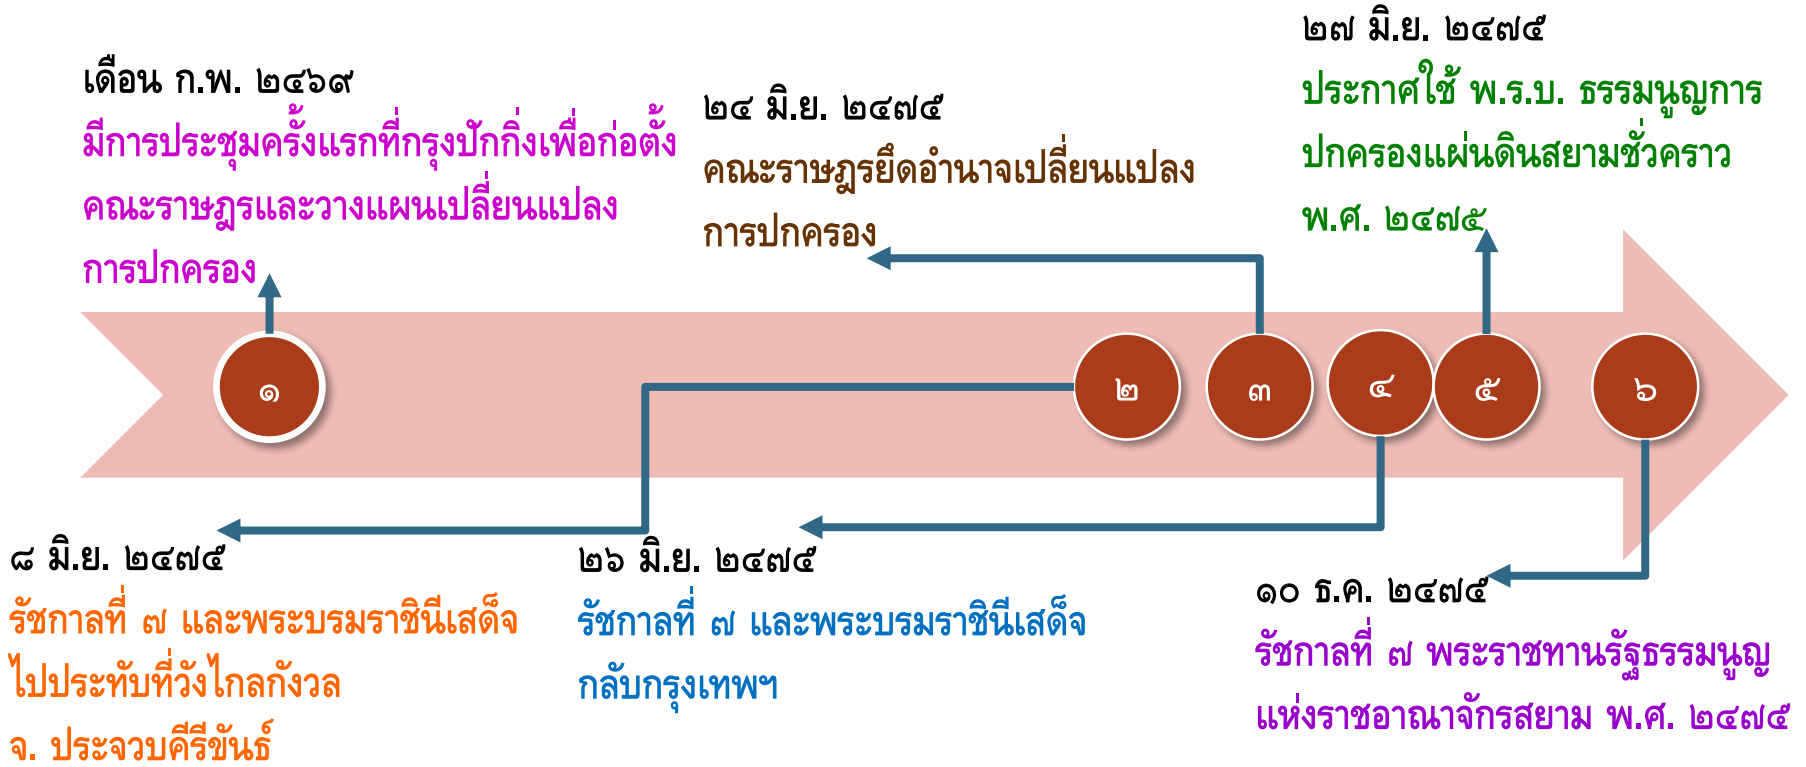 เดือน ก.พ. ๒๔๖๙
มีการประชุมครั้งแรกที่กรุงปักกิ่งเพื่อก่อตั้ง
คณะราษฎรและวางแผนเปลี่ยนแปลง
การปกครอง
๒๔ มิ.ย. ๒๔๗๕
คณะราษฎรยึดอำนาจเปลี่ยนแปลง
การปกครอง
๒๗ มิ.ย. ๒๔๗๕
ประกาศใช้ พ.ร.บ. ธรรมนูญการ
ปกครองแผ่นดินสยามชั่วคราว
พ.ศ. ๒๔๗๕
๑
๒
๓
๔
๕
๖
๘ มิ.ย. ๒๔๗๕
รัชกาลที่ ๗ และพระบรมราชินีเสด็จ
ไปประทับที่วังไกลกังวล
จ. ประจวบคีรีขันธ์
๒๖ มิ.ย. ๒๔๗๕
รัชกาลที่ ๗ และพระบรมราชินีเสด็จ
กลับกรุงเทพฯ
๑๐ ธ.ค. ๒๔๗๕
รัชกาลที่ ๗ พระราชทานรัฐธรรมนูญ
แห่งราชอาณาจักรสยาม พ.ศ. ๒๔๗๕